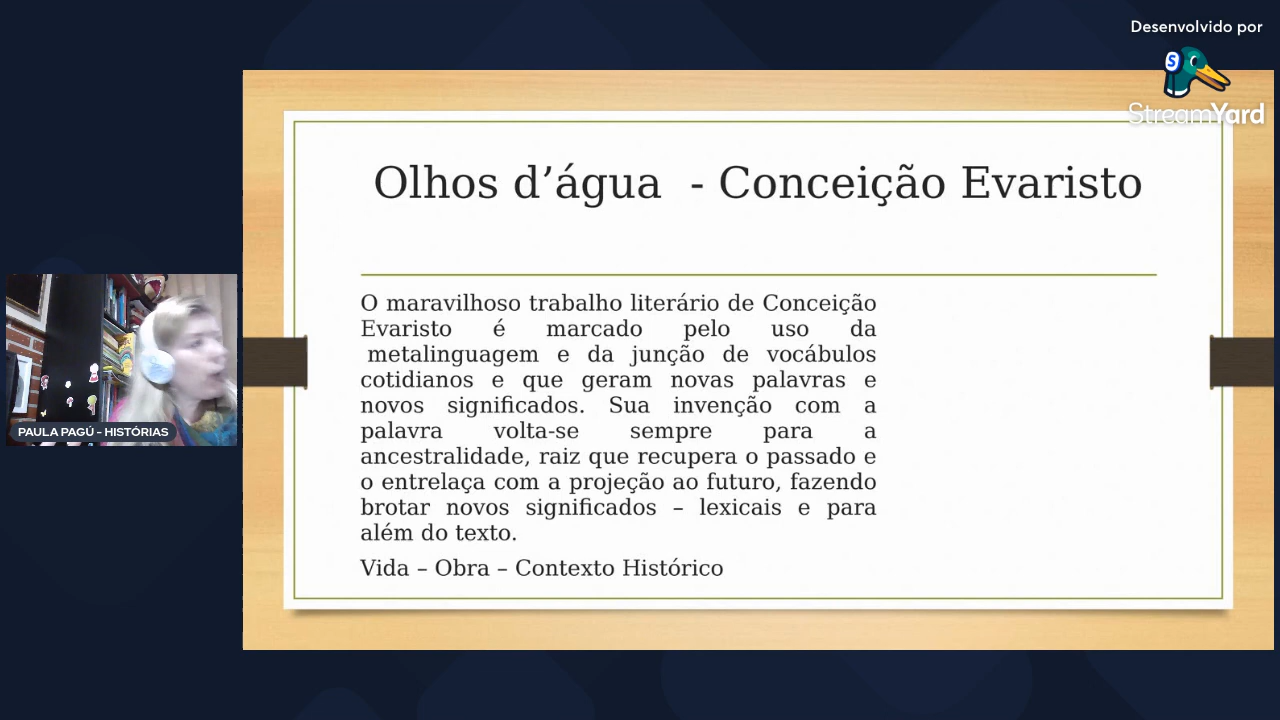 Desenvolvido por
StreamYard
Olhos d’água - Conceição Evaristo
O maravilhoso trabalho literário de Conceição
Evaristo é marcado pelo uso da
metalinguagem e da junção de vocábulos
cotidianos e que geram novas palavras e
novos significados. Sua invenção com a
palavra volta-se sempre para a
ancestralidade, raiz que recupera o passado e
o entrelaça com a projeção ao futuro, fazendo
brotar novos significados – lexicais e para
além do texto.
Vida – Obra – Contexto Histórico
PAULA PAGÚ - HISTÓRIAS